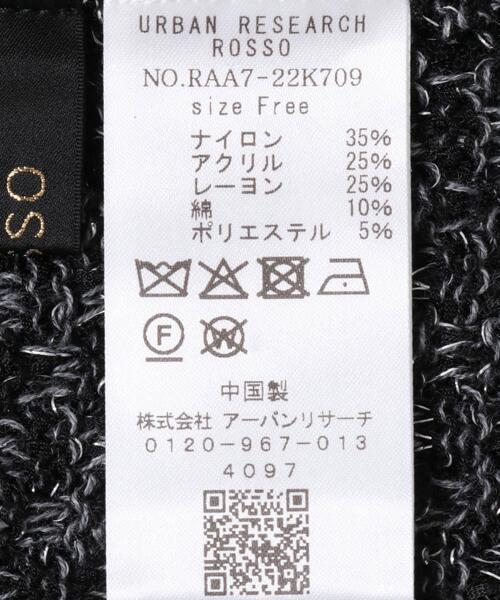 URBAN RESEARCH
ROSSO
NO.RAA7-22K709
size Free
ナイロン 35%
アクリル 25%
レーヨン 25%
綿 10%
ポリエステル 5%
F
W
中国製
株式会社 アーバンリサーチ
0120-967-013
4097
OSS